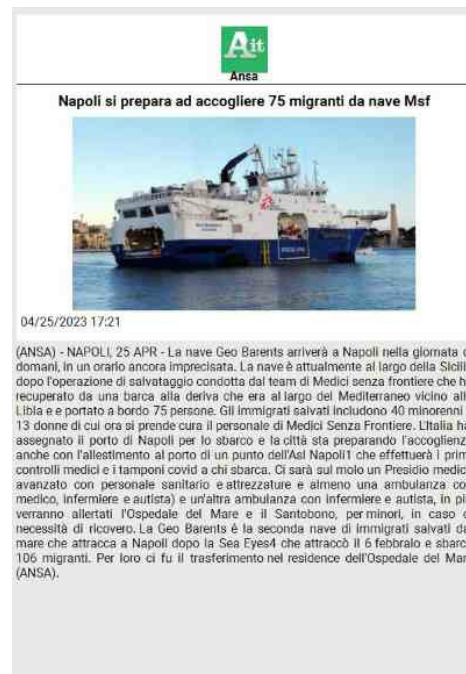 Ait
Ansa
Napoli si prepara ad accogliere 75 migranti da nave Msf
04/25/2023 17:21
(ANSA) - NAPOLI, 25 APR - La nave Geo Barents arriverà a Napoli nella giornata
domani, in un orario ancora imprecisata. La nave è attualmente al largo della Sicili
dopo l'operazione di salvataggio condotta dal team di Medici senza frontiere che h
recuperato da una barca alla deriva che era al largo del Mediterraneo vicino all
Libia e e portato a bordo 75 persone. Gli immigrati salvati includono 40 minorenni
13 donne di cui ora si prende cura il personale di Medici Senza Frontiere. L'Italia ha
assegnato il porto di Napoli per lo sbarco e la città sta preparando l'accoglienz
anche con l'allestimento al porto di un punto dell'Asl Napoli1 che effettuerà i prim
controlli medici e i tamponi covid a chi sbarca. Ci sarà sul molo un Presidio medic
avanzato con personale sanitario e attrezzature e almeno una ambulanza co
medico, infermiere e autista) e un'altra ambulanza con infermiere e autista, in pi
verranno allertati l'Ospedale del Mare e il Santobono, per minori, in caso d
necessità di ricovero. La Geo Barents è la seconda nave di immigrati salvati da
mare che attracca a Napoli dopo la Sea Eyes4 che attraccò il 6 febbraio e sbarc
106 migranti. Per loro ci fu il trasferimento nel residence dell'Ospedale del Mar
(ANSA).